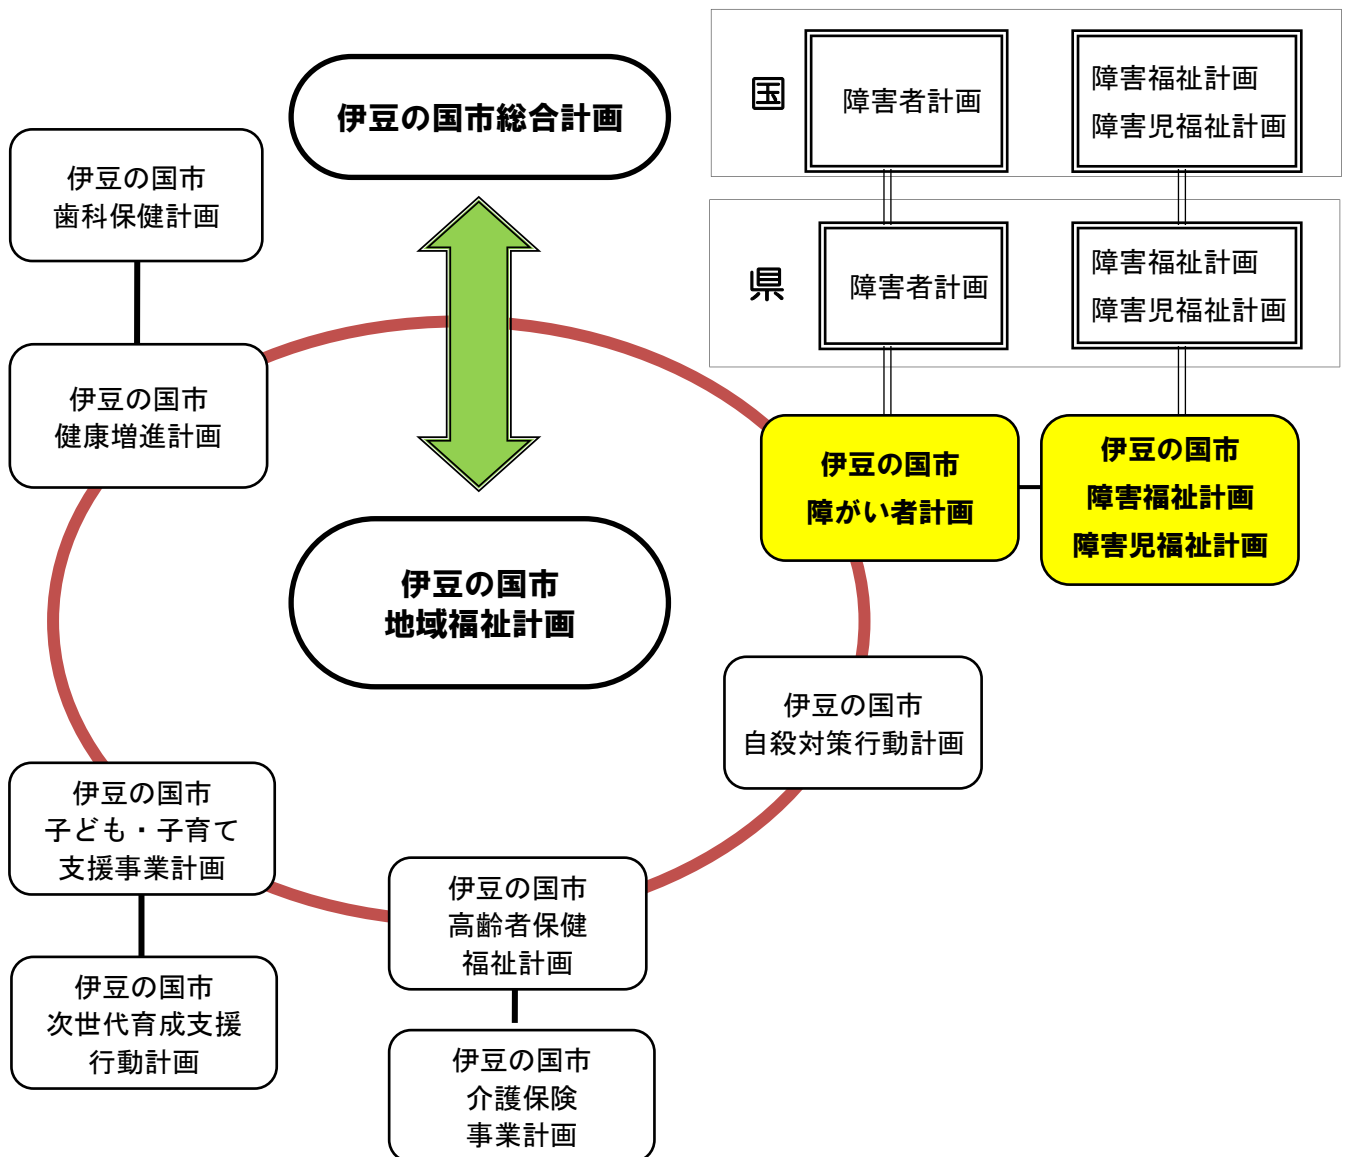 伊豆の国市総合計画
国
障害者計画
障害福祉計画
障害児福祉計画
県
障害者計画
障害福祉計画
障害児福祉計画
伊豆の国市
歯科保健計画
伊豆の国市
健康増進計画
伊豆の国市
障がい者計画
伊豆の国市
障害福祉計画
障害児福祉計画
伊豆の国市
地域福祉計画
伊豆の国市
自殺対策行動計画
伊豆の国市
子ども・子育て
支援事業計画
伊豆の国市
高齢者保健
福祉計画
伊豆の国市
次世代育成支援
行動計画
伊豆の国市
介護保険
事業計画